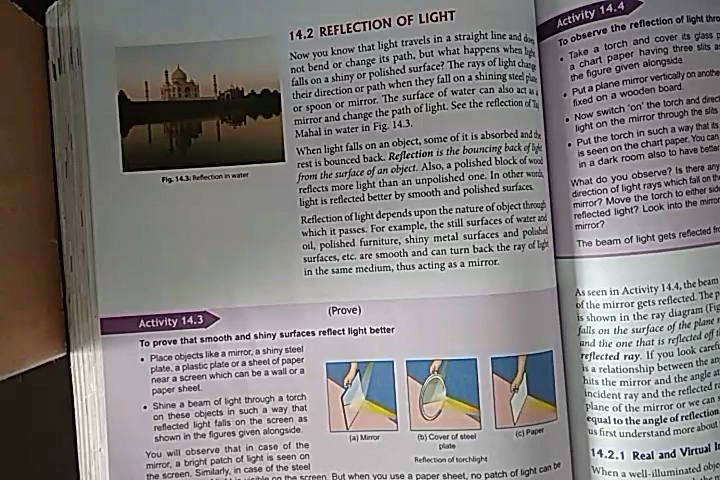 14.2 REFLECTION OF LIGHT
Now you know that light travels in a straight line and does
not bend or change its path, but what happens when light
falls on a shiny or polished surface? The rays of light change
their direction or path when they fall on a shining steel plate
or spoon or mirror. The surface of water can also act as a
mirror and change the path of light. See the reflection of Taj
Mahal in water in Fig. 14.3.
Fig. 14.3: Reflection in water
When light falls on an object, some of it is absorbed and the
rest is bounced back. Reflection is the bouncing back of light
from the surface of an object. Also, a polished block of wood
reflects more light than an unpolished one. In other words,
light is reflected better by smooth and polished surfaces.
Reflection of light depends upon the nature of object through
which it passes. For example, the still surfaces of water and
oil, polished furniture, shiny metal surfaces and polished
surfaces, etc. are smooth and can turn back the ray of light
in the same medium, thus acting as a mirror.
(Prove)
Activity 14.3
To prove that smooth and shiny surfaces reflect light better
• Place objects like a mirror, a shiny steel
plate, a plastic plate or a sheet of paper
near a screen which can be a wall or a
paper sheet.
• Shine a beam of light through a torch
on these objects in such a way that
reflected light falls on the screen as
shown in the figures given alongside.
You will observe that in case of the
mirror, a bright patch of light is seen on
the screen. Similarly, in case of the steel
visible on the screen. But when you use a paper sheet, no patch of light can be
(a) Mirror
(b) Cover of steel
plate
(c) Paper
Reflection of torchlight
Activity 14.4
To observe the reflection of light
• Take a torch and cover its glass
a chart paper having three slits
the figure given alongside.
• Put a plane mirror vertically on
fixed on a wooden board.
• Now switch 'on' the torch and
light on the mirror through the slits
• Put the torch in such a way that its
is seen on the chart paper. You can
in a dark room also to have better
What do you observe? Is there any
direction of light rays which fall on
mirror? Move the torch to either
reflected light? Look into the
mirror?
The beam of light gets reflected
As seen in Activity 14.4, the beam
of the mirror gets reflected. The
is shown in the ray diagram
falls on the surface of the plane
and the one that is reflected
reflected ray. If you look
is a relationship between the
hits the mirror and the angle
incident ray and the reflected
plane of the mirror or we can
equal to the angle of reflection
us first understand more about
14.2.1 Real and Virtual
When a well-illuminated